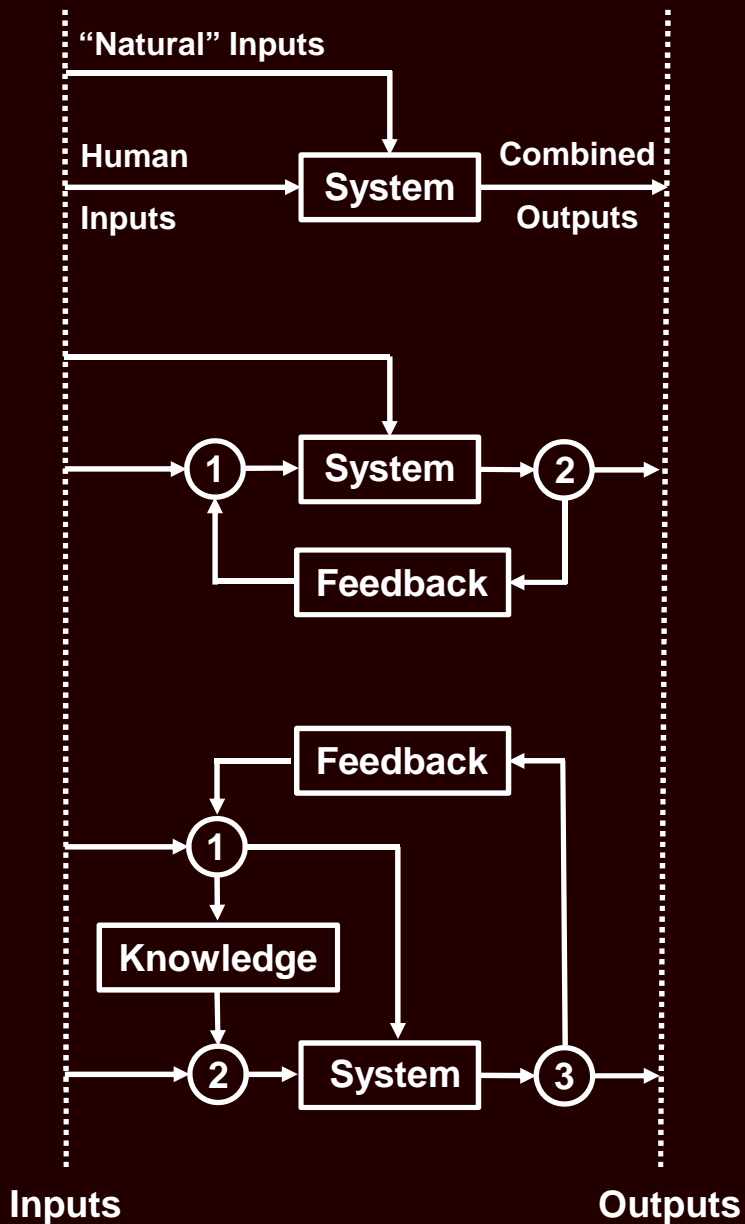 “Natural” Inputs
Human
Inputs
System
Combined
Outputs
1
System
2
Feedback
Feedback
1
Knowledge
2
System
3
Inputs
Outputs